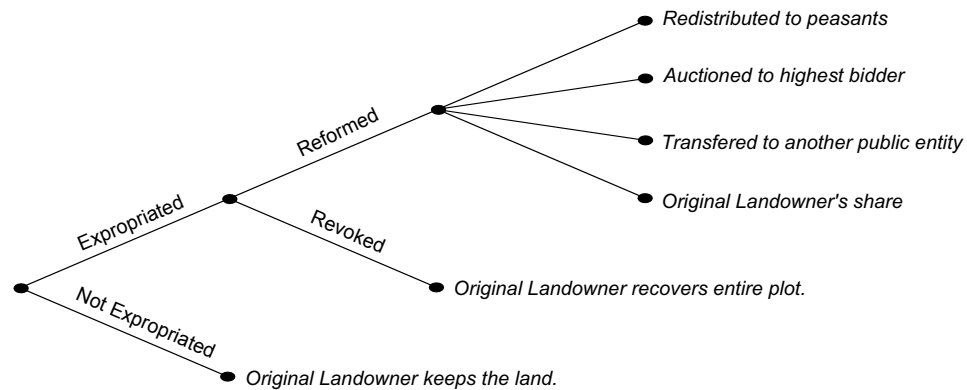 Redistributed to peasants
Auctioned to highest bidder
Reformed
Transfered to another public entity
Expropriated
Original Landowner's share
Revoked
Original Landowner recovers entire plot.
Not Expropriated
Original Landowner keeps the land.